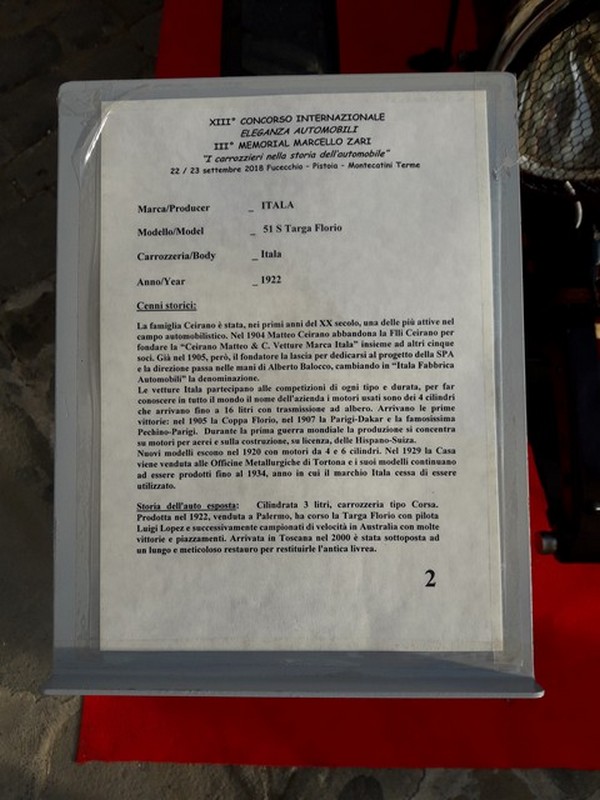 XIII° CONCORSO INTERNAZIONALE
ELEGANZA AUTOMOBILI
III° MEMORIAL MARCELLO ZARI
"I carrozzieri nella storia dell'automobile"
22 / 23 settembre 2018 Fucecchio - Pistoia - Montecatini Terme
Marca/Producer _ ITALA
Modello/Model _ 51 S Targa Florio
Carrozzeria/Body _ Itala
Anno/Year _ 1922
Cenni storici:
La famiglia Ceirano è stata, nei primi anni del XX secolo, una delle più attive nel
campo automobilistico. Nel 1904 Matteo Ceirano abbandona la Flli Ceirano per
fondare la "Ceirano Matteo & C. Vetture Marca Itala" insieme ad altri cinque
soci. Già nel 1905, però, il fondatore la lascia per dedicarsi al progetto della SPA
e la direzione passa nelle mani di Alberto Balocco, cambiando in "Itala Fabbrica
Automobili" la denominazione.
Le vetture Itala partecipano alle competizioni di ogni tipo e durata, per far
conoscere in tutto il mondo il nome dell'azienda i motori usati sono dei 4 cilindri
che arrivano fino a 16 litri con trasmissione ad albero. Arrivano le prime
vittorie: nel 1905 la Coppa Florio, nel 1907 la Parigi-Dakar e la famosissima
Pechino-Parigi. Durante la prima guerra mondiale la produzione si concentra
su motori per aerei e sulla costruzione, su licenza, delle Hispano-Suiza.
Nuovi modelli escono nel 1920 con motori da 4 e 6 cilindri. Nel 1929 la Casa
viene venduta alle Officine Metallurgiche di Tortona e i suoi modelli continuano
ad essere prodotti fino al 1934, anno in cui il marchio Itala cessa di essere
utilizzato.
Storia dell'auto esposta: Cilindrata 3 litri, carrozzeria tipo Corsa.
Prodotta nel 1922, venduta a Palermo, ha corso la Targa Florio con pilota
Luigi Lopez e successivamente campionati di velocità in Australia con molte
vittorie e piazzamenti. Arrivata in Toscana nel 2000 è stata sottoposta ad
un lungo e meticoloso restauro per restituirle l'antica livrea.
2